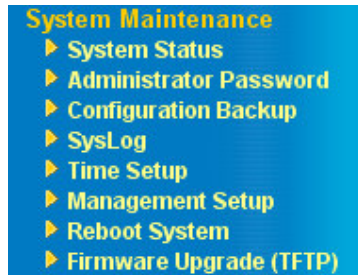 System Maintenance
System Status
Administrator Password
Configuration Backup
SysLog
Time Setup
Management Setup
Reboot System
Firmware Upgrade (TFTP)